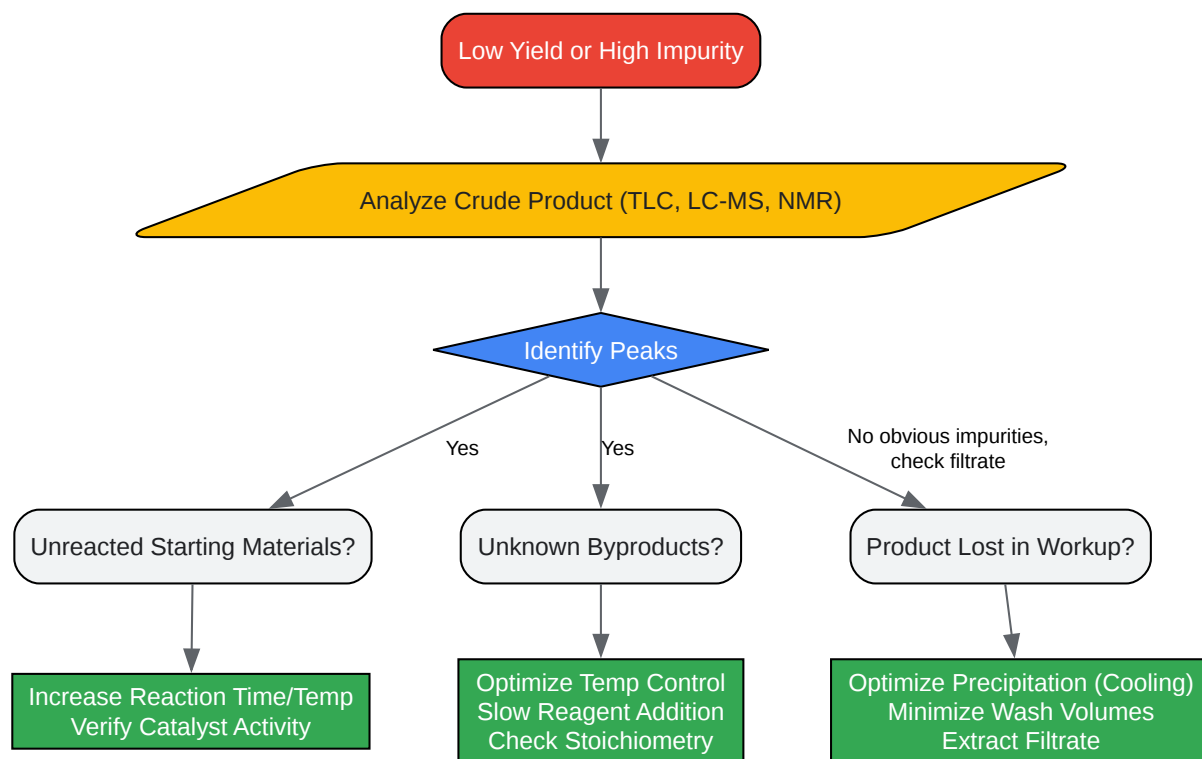 Low Yield or High Impurity
Analyze Crude Product (TLC, LC-MS, NMR)
Identify Peaks
Yes
Yes
No obvious impurities,
check filtrate
Unreacted Starting Materials?
Unknown Byproducts?
Product Lost in Workup?
Increase Reaction Time/Temp
Verify Catalyst Activity
Optimize Temp Control
Slow Reagent Addition
Check Stoichiometry
Optimize Precipitation (Cooling)
Minimize Wash Volumes
Extract Filtrate